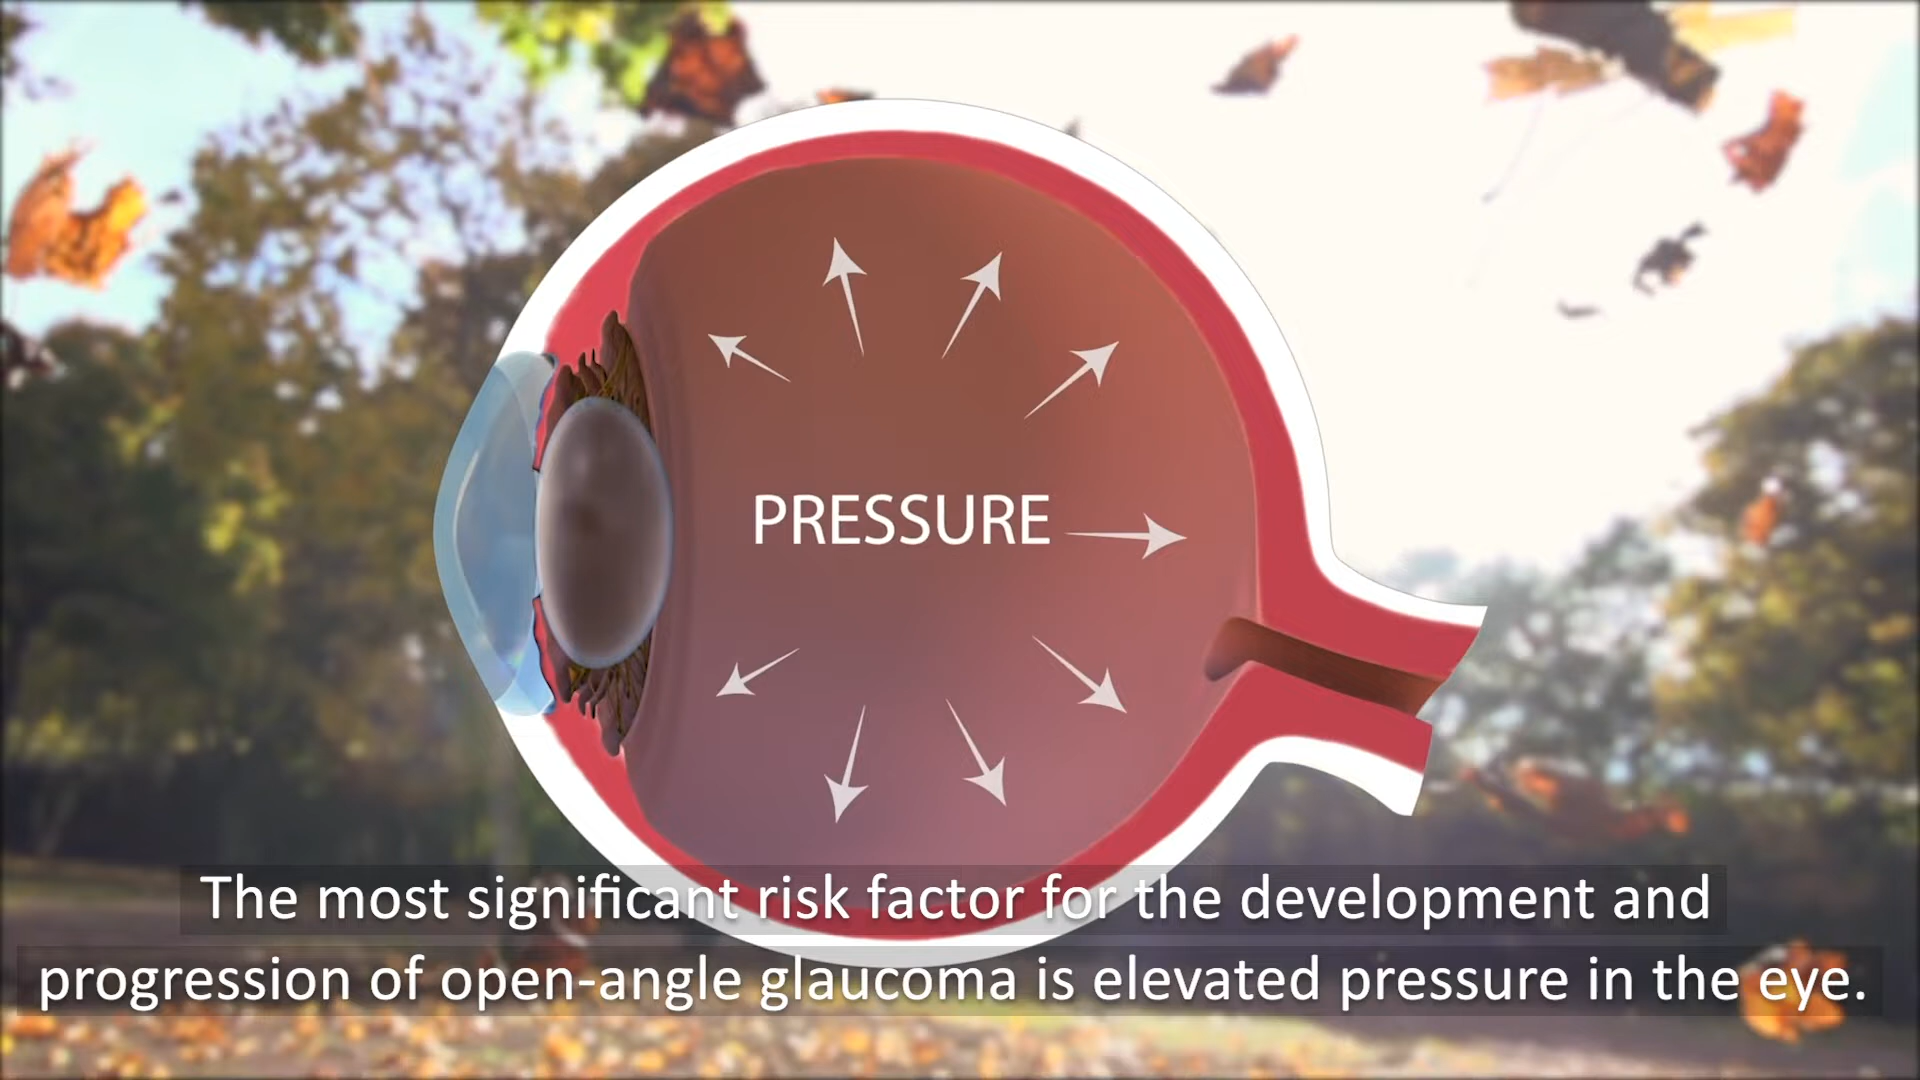 PRESSURE
The most significant risk factor for the development and
progression of open-angle glaucoma is elevated pressure in the eye.